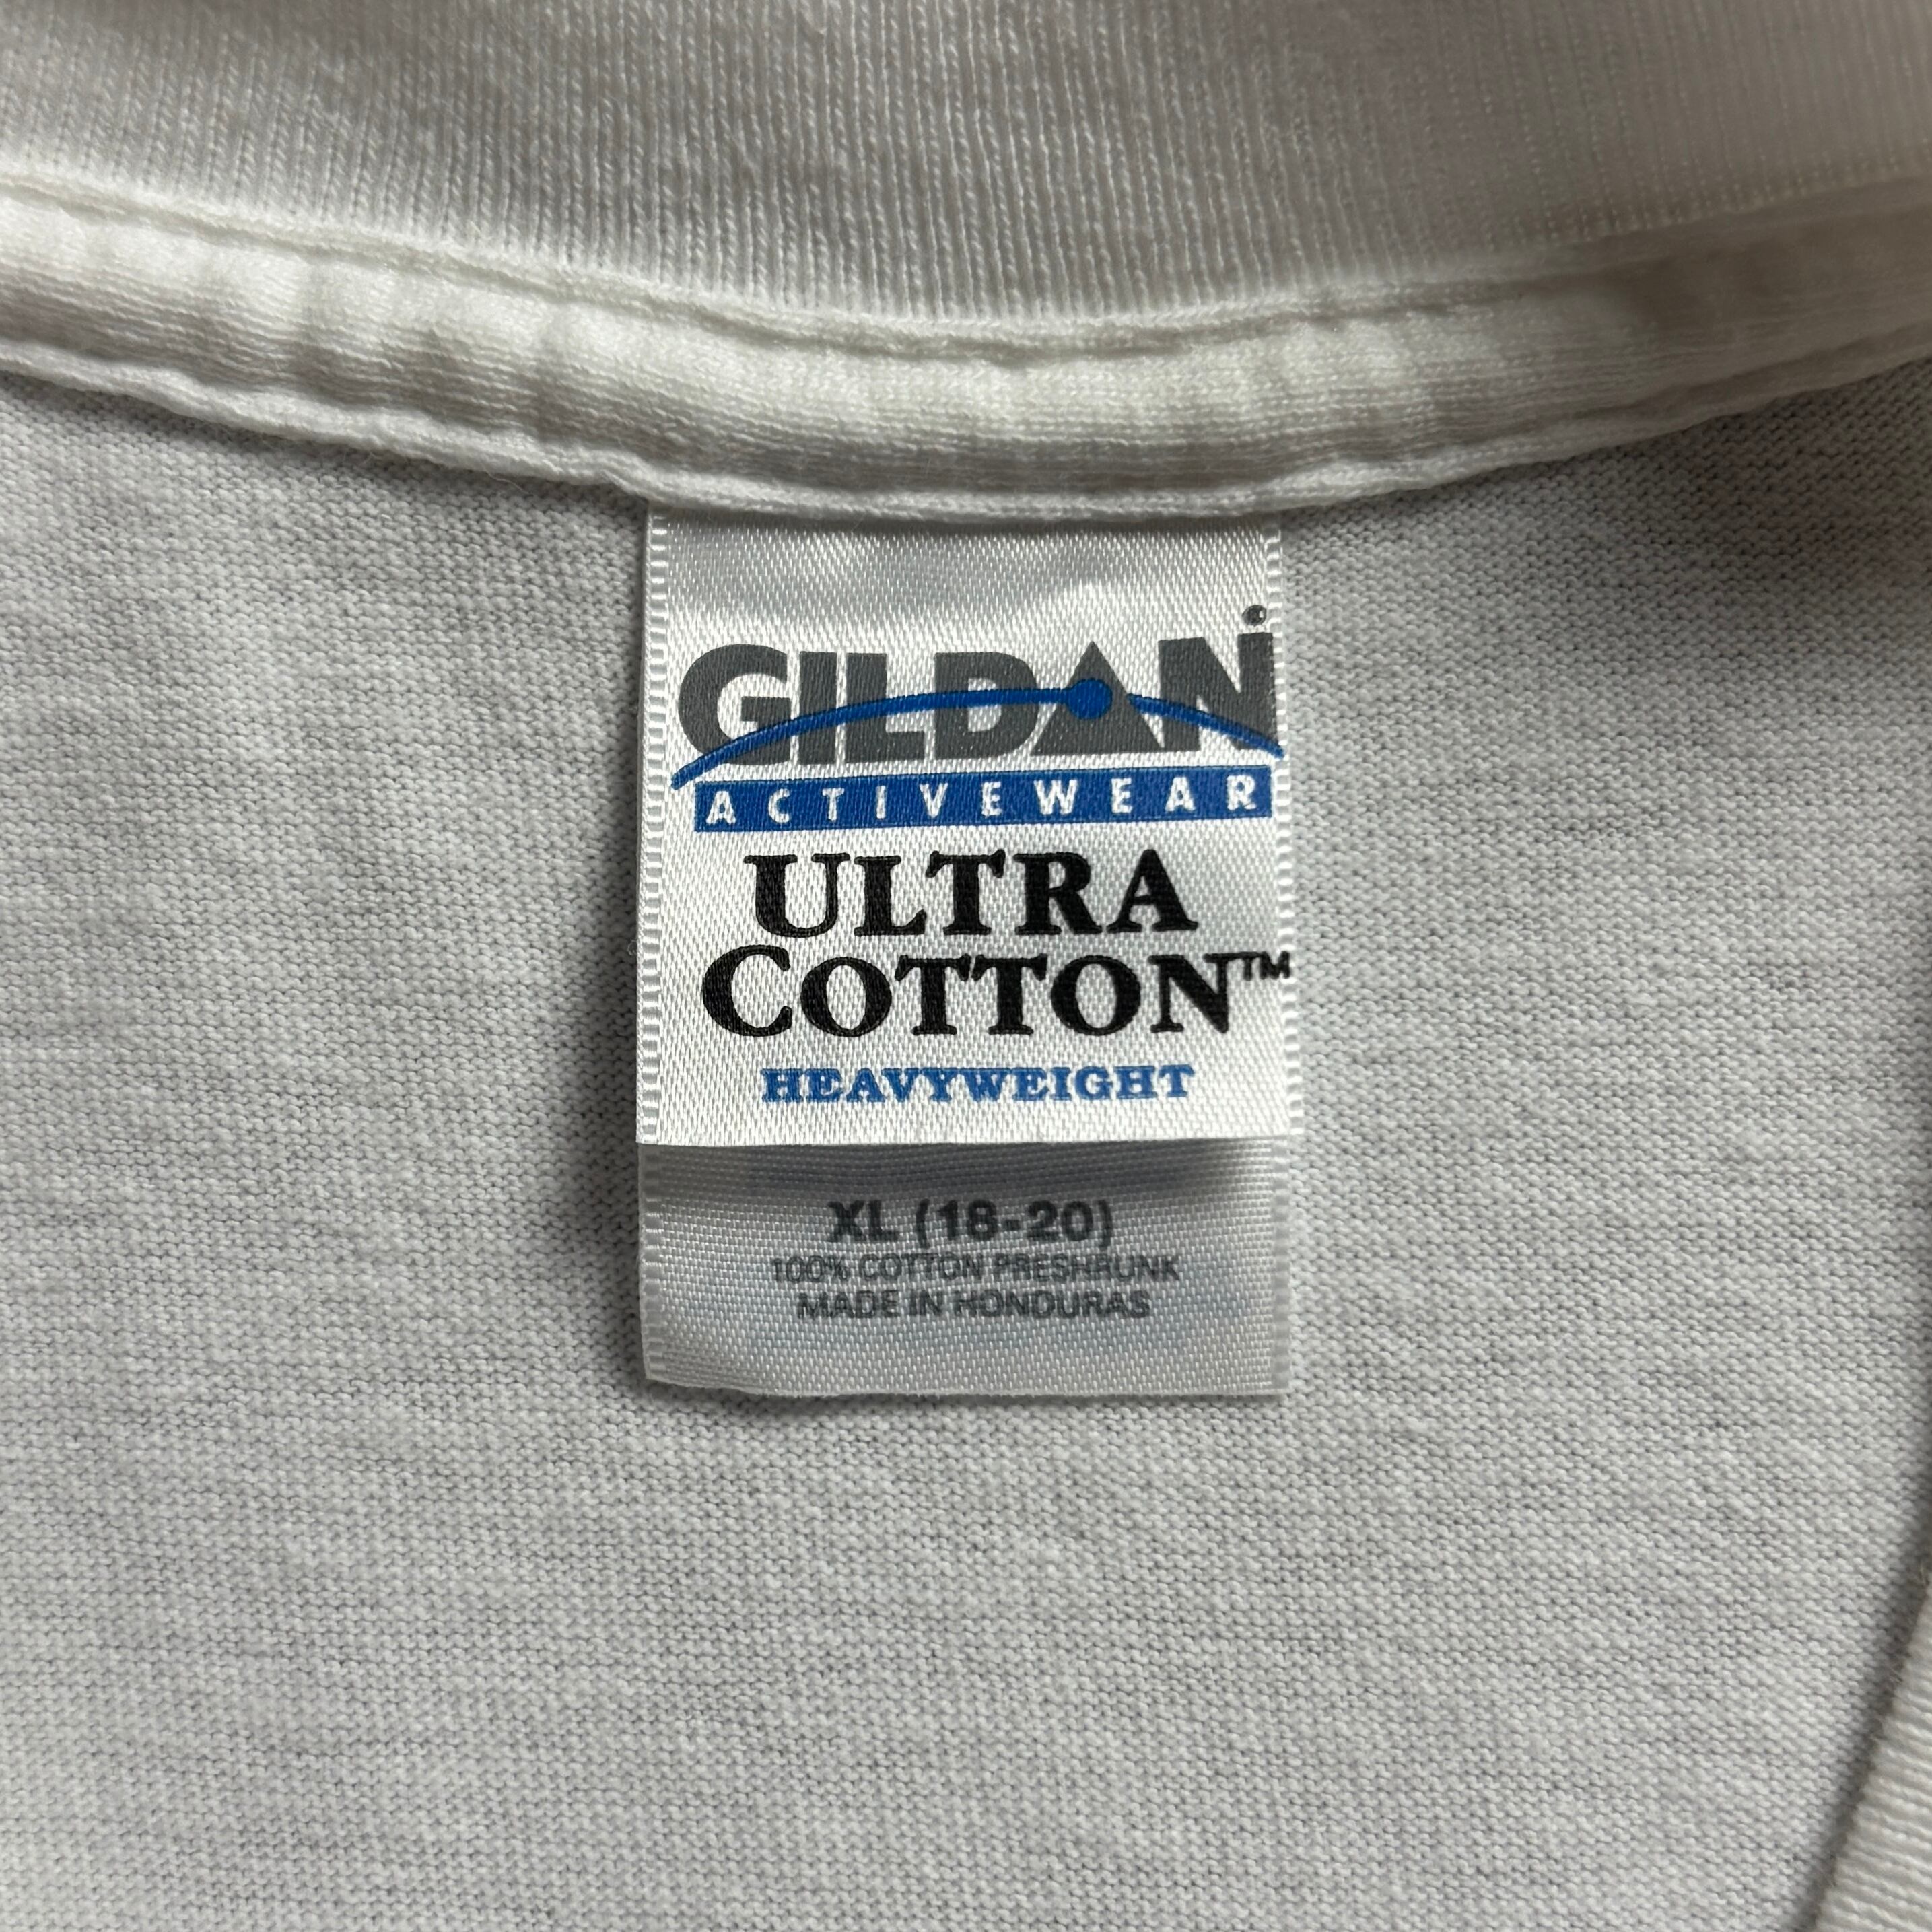 GILDAN
ACTIVEWEAR
ULTRA
COTTON™
HEAVYWEIGHT
XL (18-20)
100% COTTON PRESHRUNK
MADE IN HONDURAS